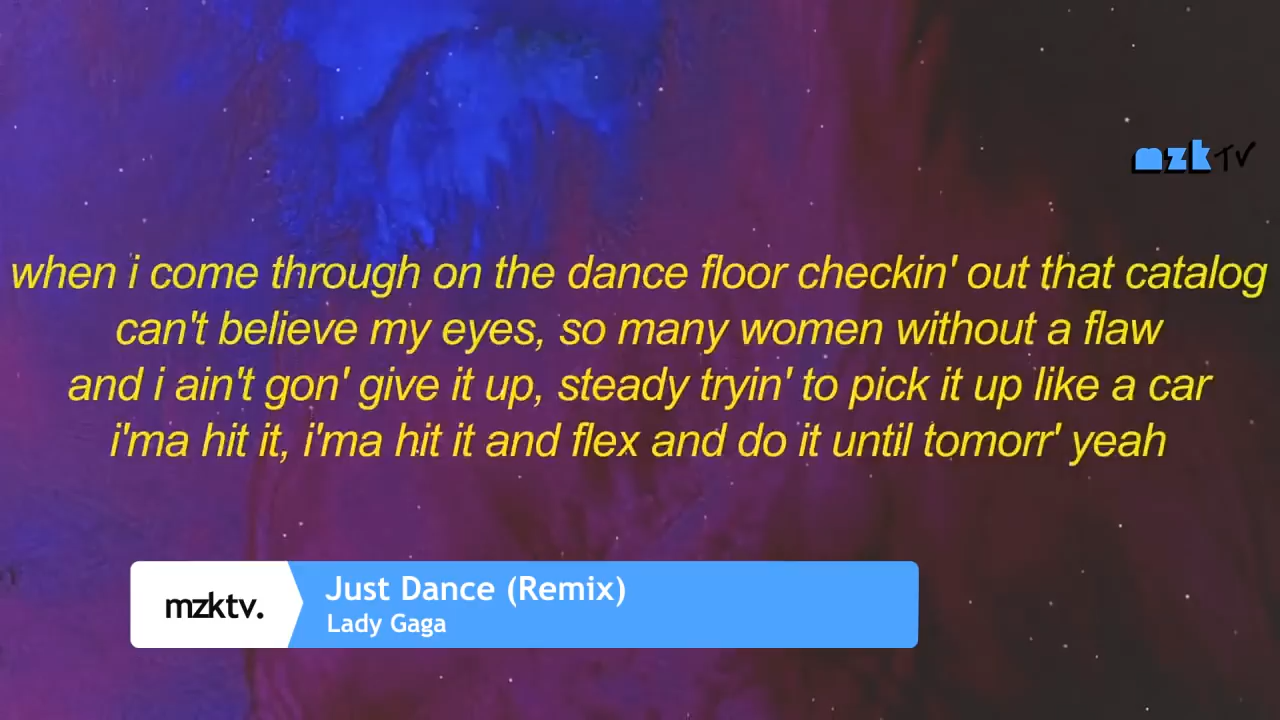 mzktv
when i come through on the dance floor checkin' out that catalog
can't believe my eyes, so many women without a flaw
and i ain't gon' give it up, steady tryin' to pick it up like a car
i'ma hit it, i'ma hit it and flex and do it until tomorr' yeah
mzktv.
Just Dance (Remix)
Lady Gaga